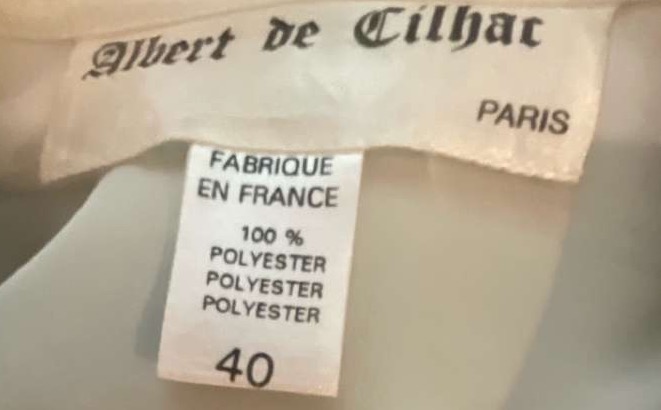 Albert de Cilhac
PARIS
FABRIQUE
EN FRANCE
100 %
POLYESTER
POLYESTER
POLYESTER
40